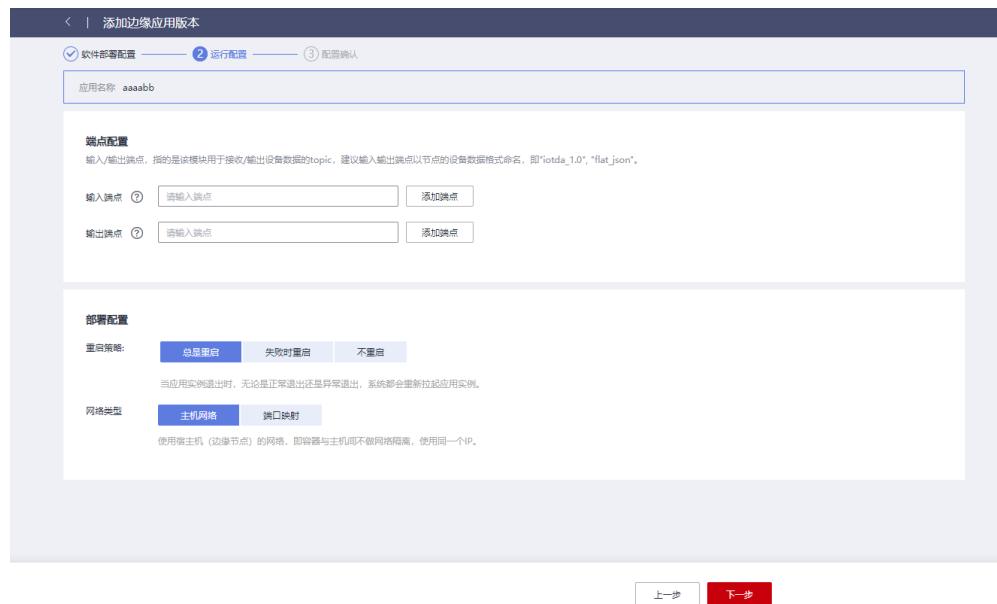 添加边缘应用版本
软件部署配置 2 运行配置 3 配置确认
应用名称 aaaabb
端点配置
输入/输出端点，指的是该模块用于接收/输出设备数据的topic，建议输入输出端点以节点的设备数据格式命名，即"iotda_1.0", "flat_json"。
输入端点 ? 请输入端点 添加端点
输出端点 ? 请输入端点 添加端点
部署配置
重启策略: 总是重启 失败时重启 不重启
当应用实例退出时，无论是正常退出还是异常退出，系统都会重新拉起应用实例。
网络类型 主机网络 端口映射
使用宿主机（边缘节点）的网络，即容器与主机间不做网络隔离，使用同一个IP。
上一步 下一步